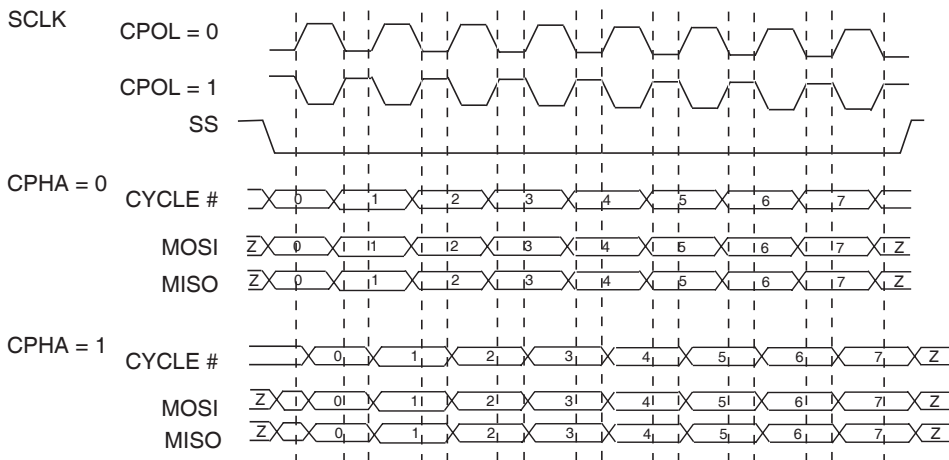 SCLK CPOL = 0
CPOL = 1
SS
CPHA = 0
CYCLE # 0 1 2 3 4 5 6 7
MOSI Z 0 1 2 3 4 5 6 7 Z
MISO Z 0 1 2 3 4 5 6 7 Z
CPHA = 1
CYCLE # 0 1 2 3 4 5 6 7 Z
MOSI Z 0 1 2 3 4 5 6 7 Z
MISO Z 0 1 2 3 4 5 6 7 Z